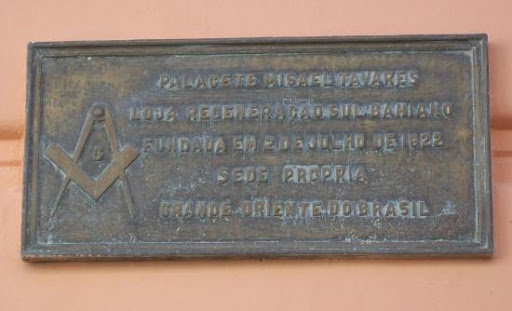 PALACETE MISAEL TAVARES
LOJA REGENERAÇÃO SUL BAHIANO
FUNDADA EM 2 DE JULHO DE 1928
SEDE PROPRIA
GRANDE ORIENTE DO BRASIL